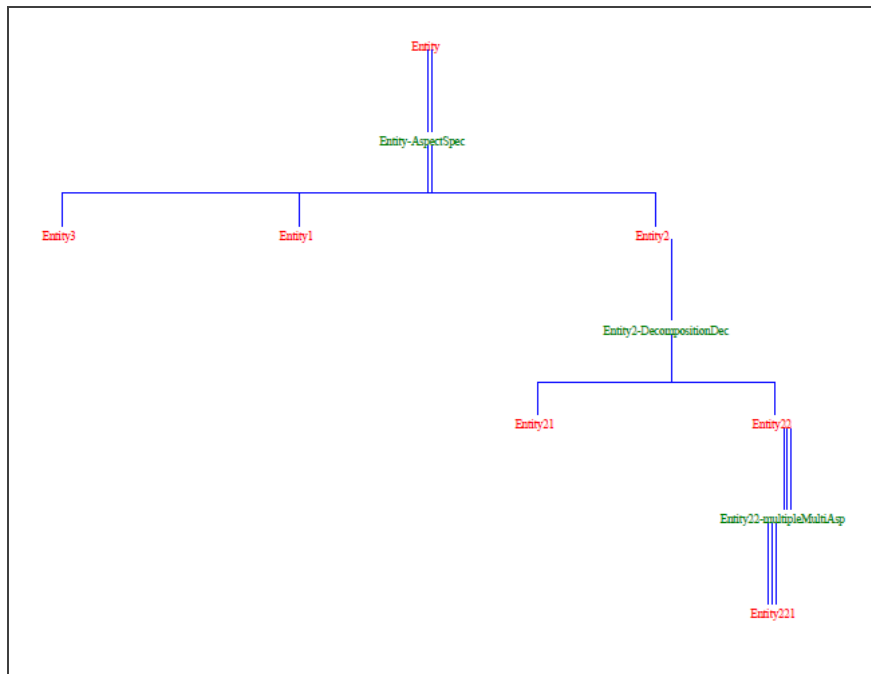 Entity
Entity-AspectSpec
Entity3
Entity1
Entity2
Entity2-DecompositionDec
Entity21
Entity22
Entity22-multipleMultiAsp
Entity221